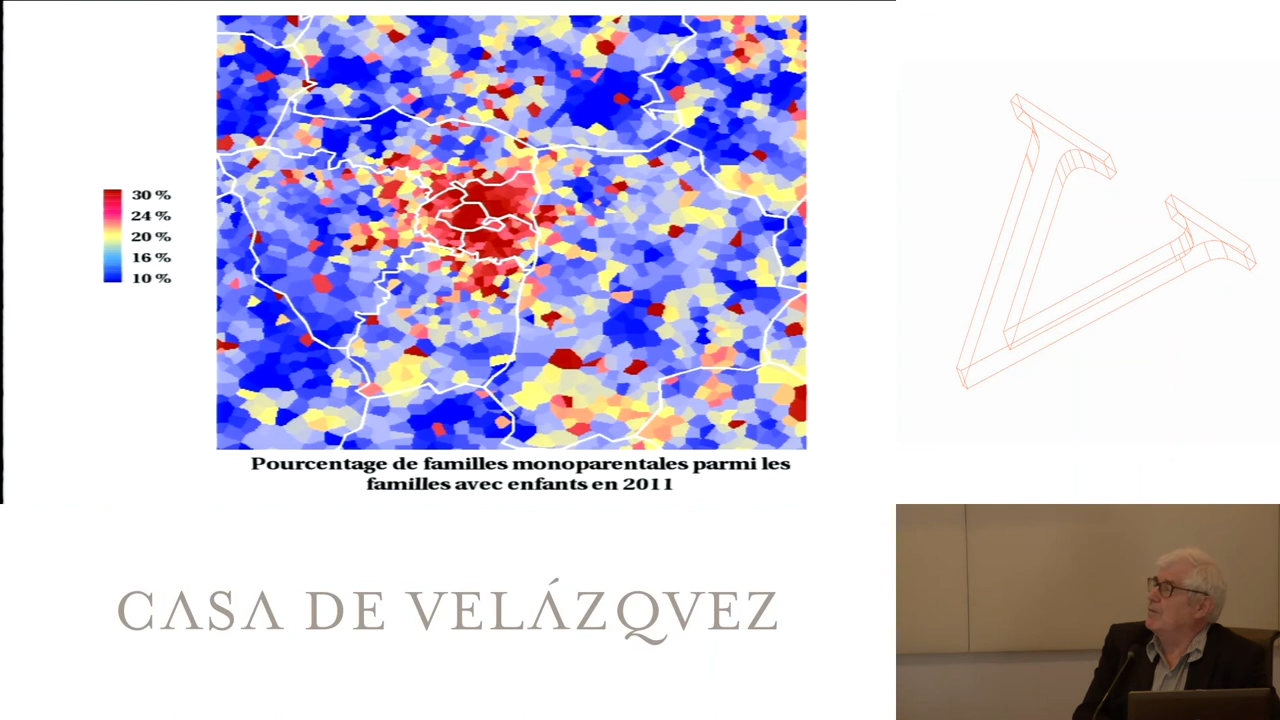 30 %
24 %
20 %
16 %
10 %
Pourcentage de familles monoparentales parmi les
familles avec enfants en 2011
CASA DE VELÁZQVEZ